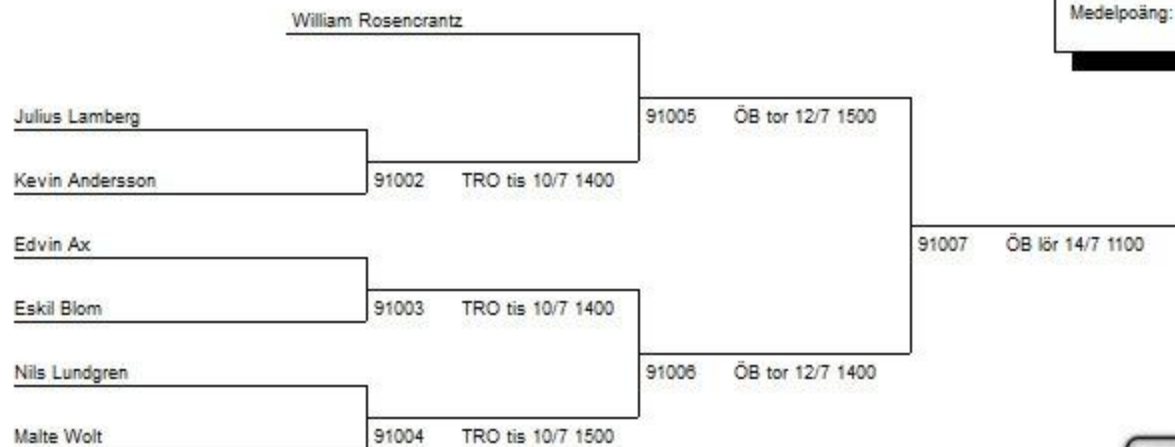 Medelpoäng:
William Rosencrantz
Julius Lamberg
91005 ÖB tor 12/7 1500
Kevin Andersson
91002 TRO tis 10/7 1400
Edvin Ax
91007 ÖB lör 14/7 1100
Eskil Blom
91003 TRO tis 10/7 1400
Nils Lundgren
91006 ÖB tor 12/7 1400
Malte Wolt
91004 TRO tis 10/7 1500